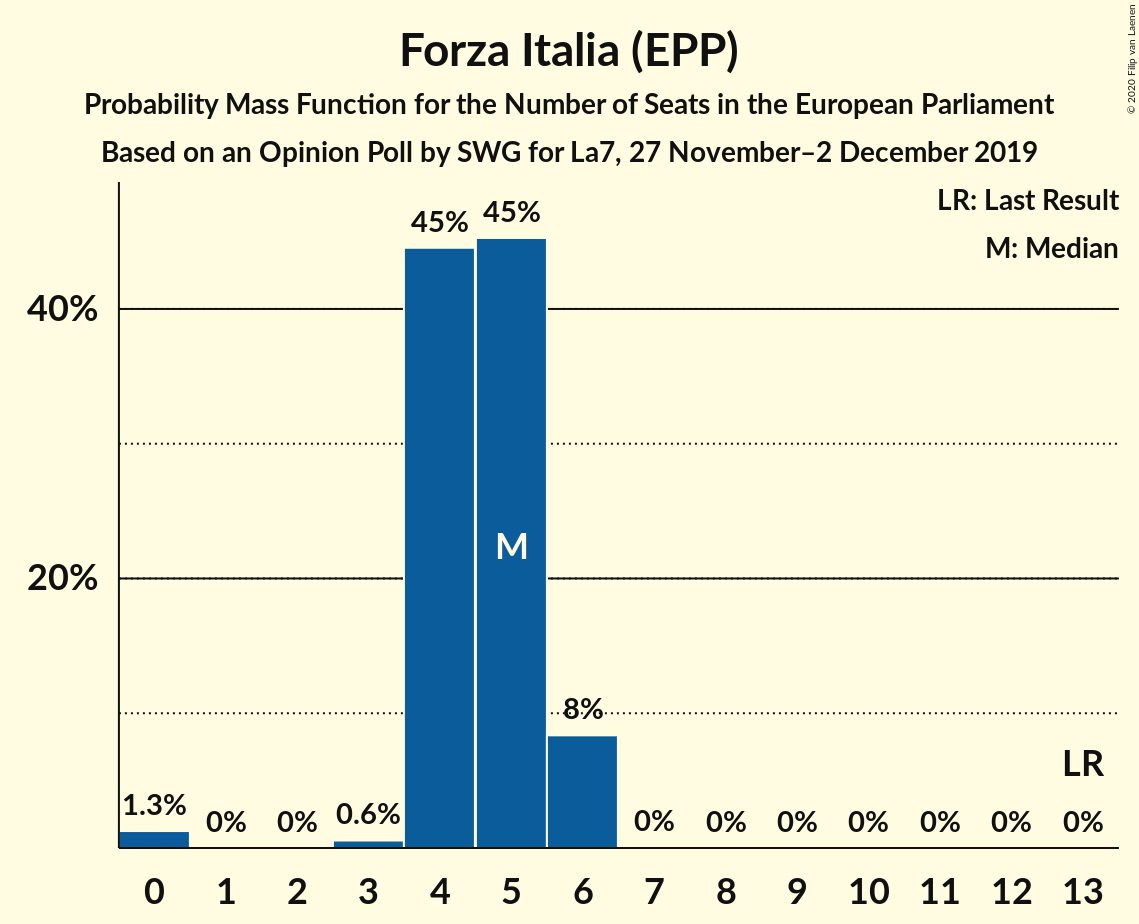 Forza Italia (EPP)
Probability Mass Function for the Number of Seats in the European Parliament
Based on an Opinion Poll by SWG for La7, 27 November–2 December 2019
© 2020 Filip van Laenen
LR: Last Result
M: Median
45% 45%
40%
M
20%
8%
LR
1.3% 0% 0% 0.6% 0% 0% 0% 0% 0% 0% 0%
0 1 2 3 4 5 6 7 8 9 10 11 12 13